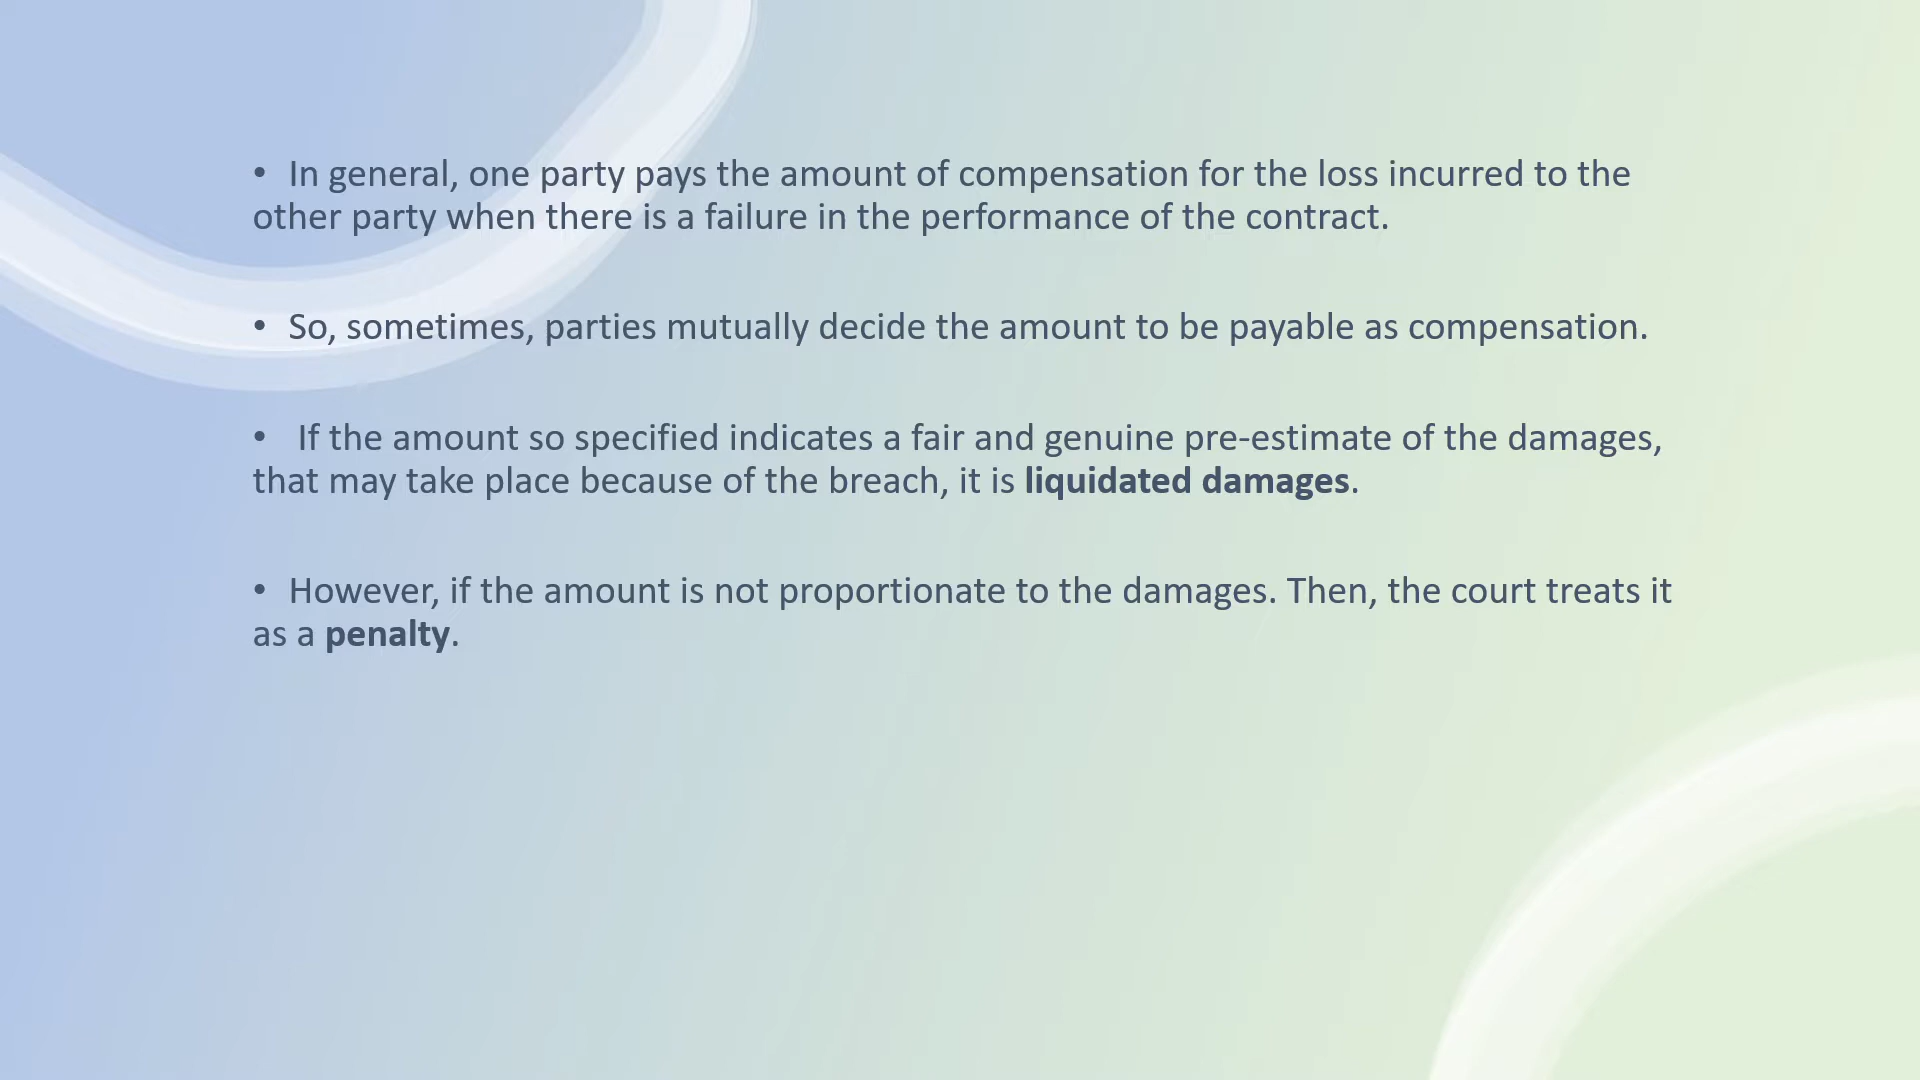 • In general, one party pays the amount of compensation for the loss incurred to the
other party when there is a failure in the performance of the contract.
• So, sometimes, parties mutually decide the amount to be payable as compensation.
• If the amount so specified indicates a fair and genuine pre-estimate of the damages,
that may take place because of the breach, it is liquidated damages.
• However, if the amount is not proportionate to the damages. Then, the court treats it
as a penalty.